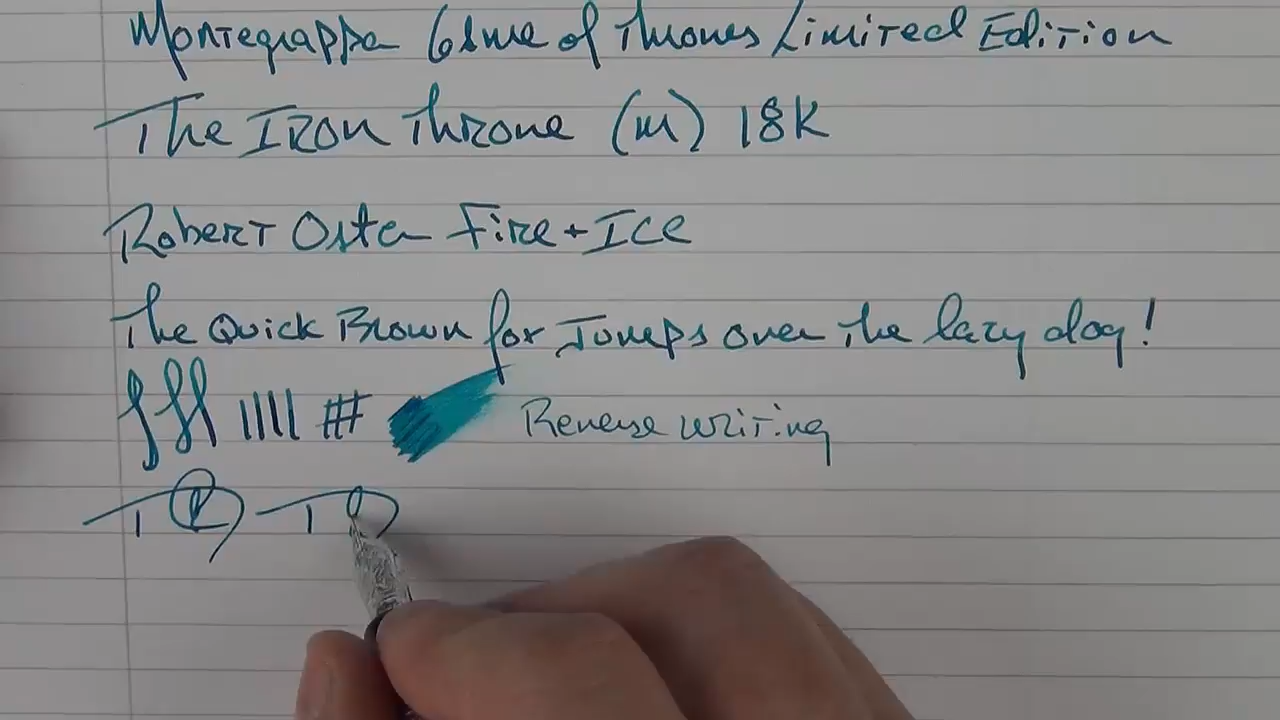 Montegrappa Game of Thrones Limited Edition
The Iron Throne (M) 18K
Robert Oster Fire + Ice
The Quick Brown fox Jumps over the lazy dog!
Reverse writing